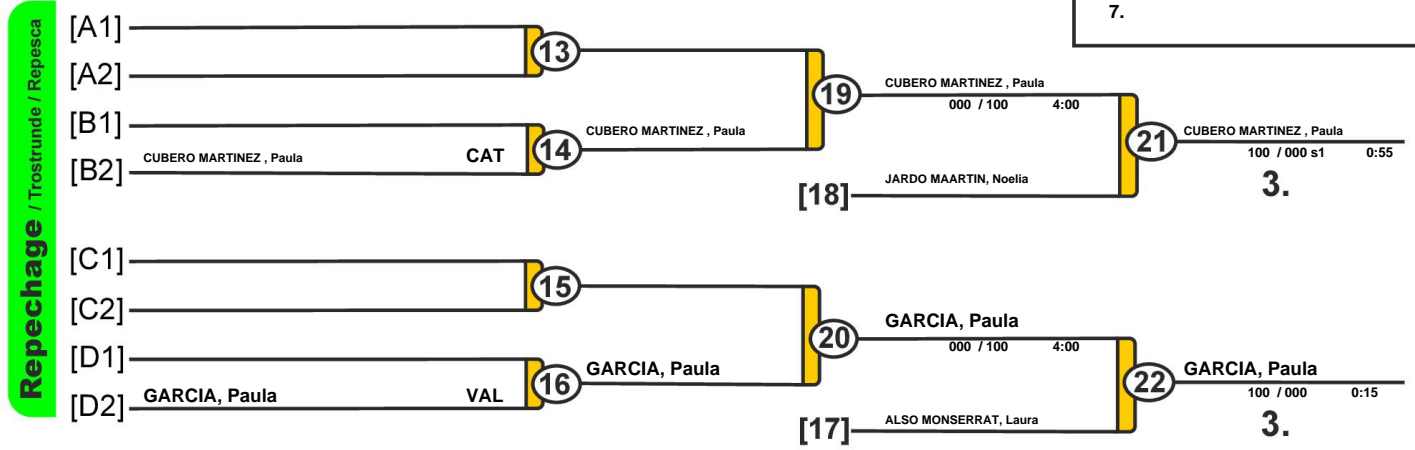 7.
Repechage / Trostrunde / Repesca
[A1]
13
[A2]
19
CUBERO MARTINEZ , Paula
000 / 100 4:00
[B1]
CUBERO MARTINEZ , Paula
21
CUBERO MARTINEZ , Paula
100 / 000 s1 0:55
3.
CUBERO MARTINEZ , Paula CAT
14
[B2]
[18]
JARDO MAARTIN, Noelia
[C1]
15
[C2]
20
GARCIA, Paula
000 / 100 4:00
[D1]
16
GARCIA, Paula
22
GARCIA, Paula
100 / 000 0:15
3.
[D2]
GARCIA, Paula VAL
[17]
ALSO MONSERRAT, Laura